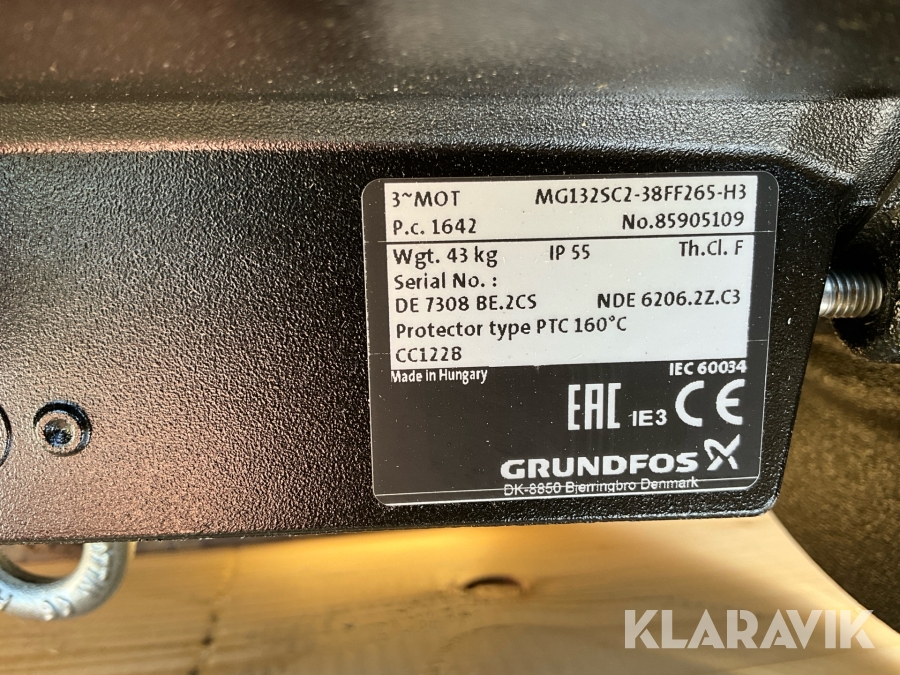 3~MOT MG132SC2-38FF265-H3
P.c. 1642 No.85905109
Wgt. 43 kg IP 55 Th.Cl. F
Serial No. :
DE 7308 BE.2CS NDE 6206.2Z.C3
Protector type PTC 160°C
CC122B
IEC 60034
Made in Hungary
EAC IE3 CE
GRUNDFOS
DK-8850 Bjerringbro Denmark
KLARAVIK